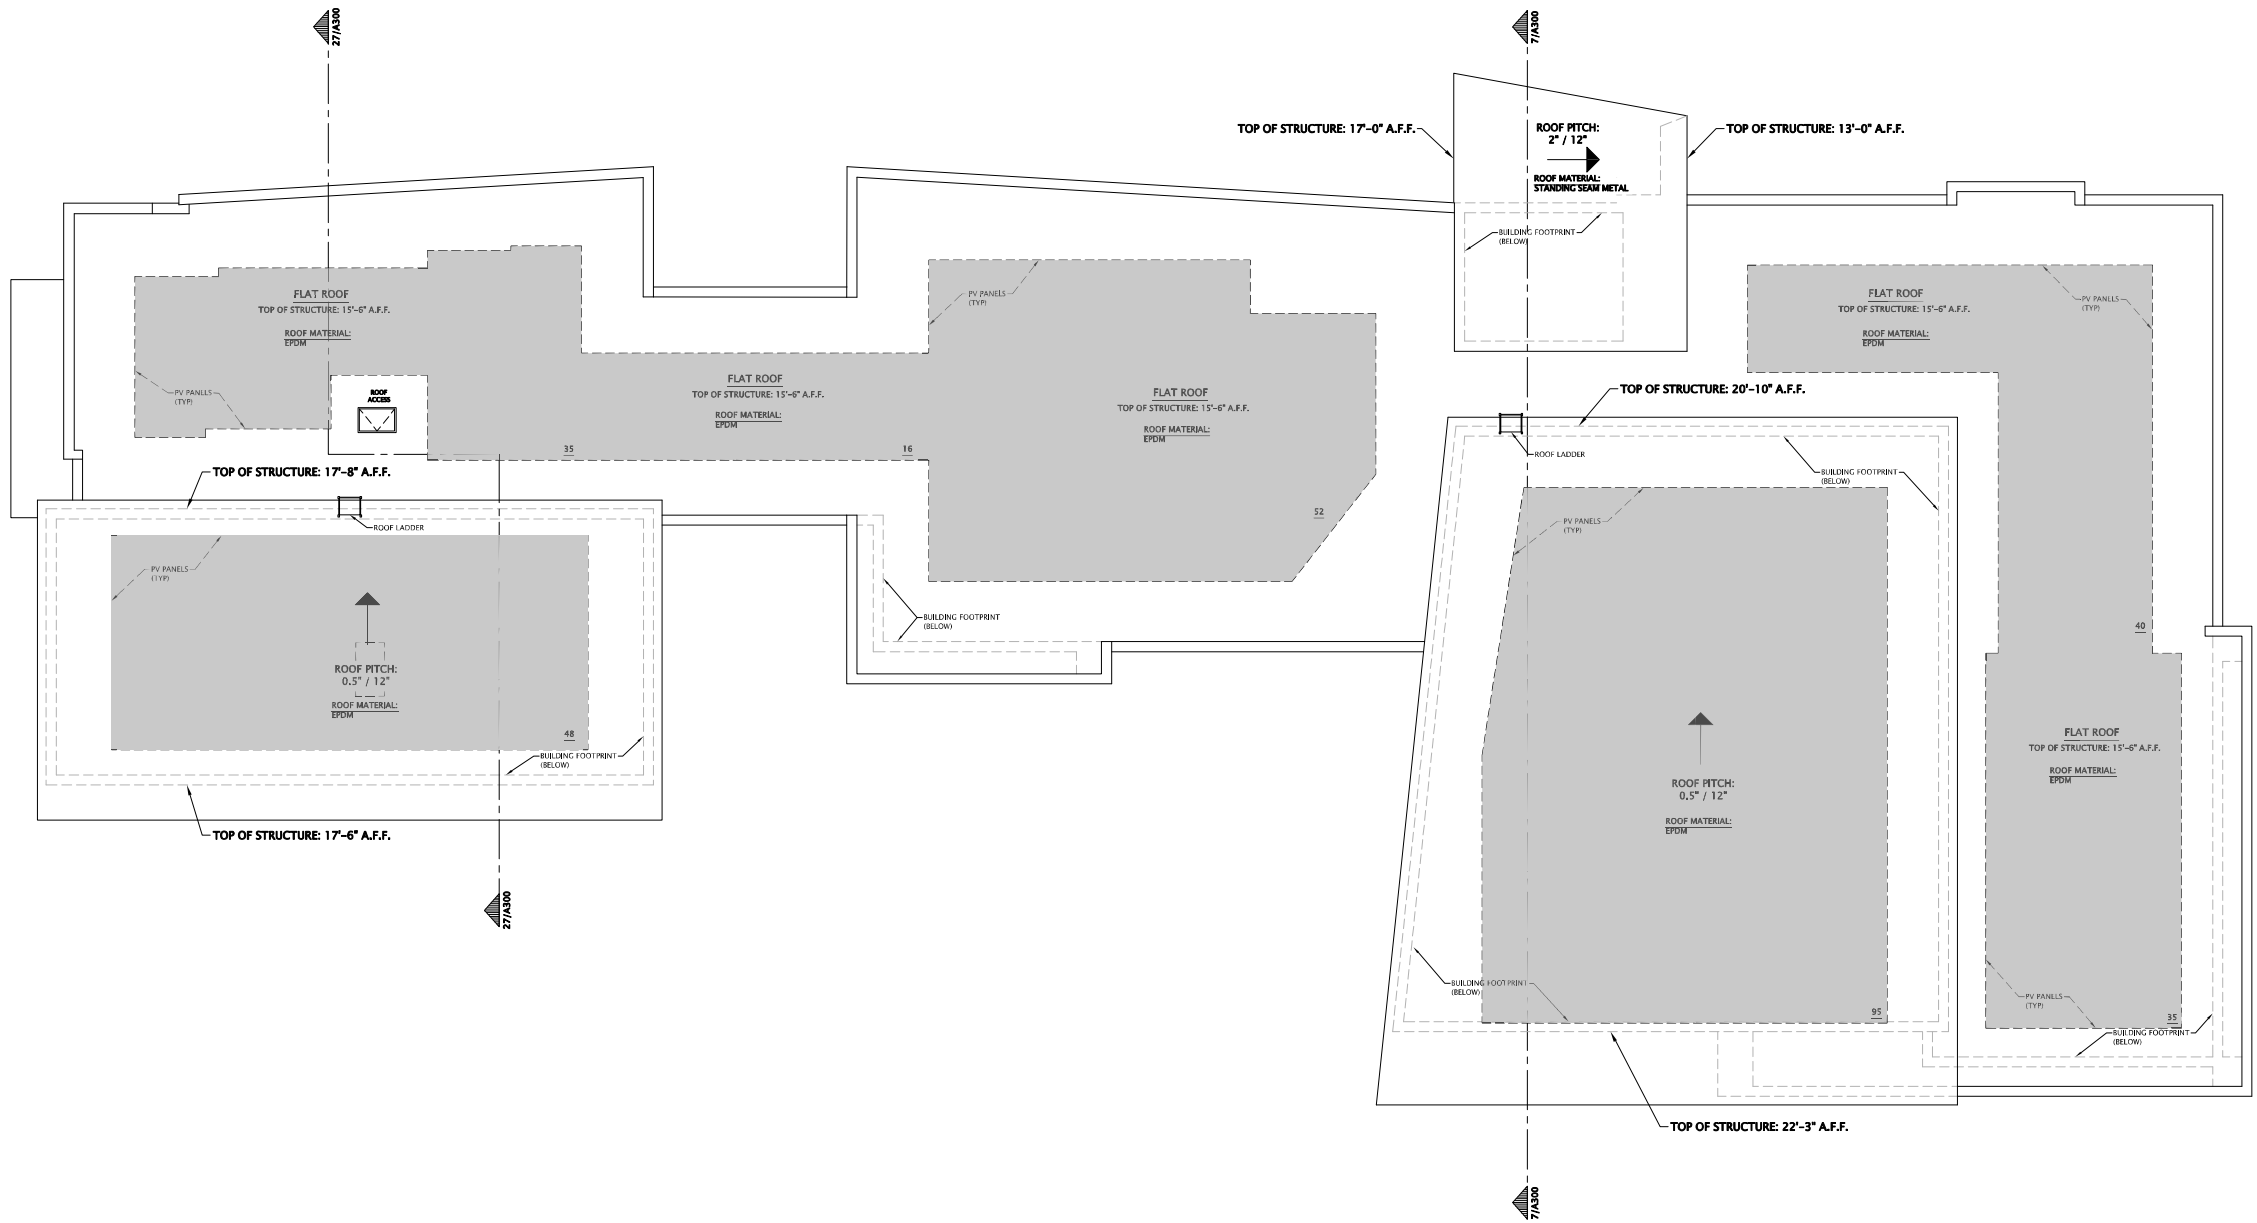 27/A300
7/A300
TOP OF STRUCTURE: 17'-0" A.F.F.
ROOF PITCH:
2" / 12"
TOP OF STRUCTURE: 13'-0" A.F.F.
ROOF MATERIAL:
STANDING SEAM METAL
BUILDING FOOTPRINT
(BELOW)
FLAT ROOF
TOP OF STRUCTURE: 15'-6" A.F.F.
ROOF MATERIAL:
EPDM
PV PANELS
(TYP)
FLAT ROOF
TOP OF STRUCTURE: 15'-6" A.F.F.
ROOF MATERIAL:
EPDM
PV PANELS
(TYP)
PV PANELS
(TYP)
ROOF
ACCESS
FLAT ROOF
TOP OF STRUCTURE: 15'-6" A.F.F.
ROOF MATERIAL:
EPDM
FLAT ROOF
TOP OF STRUCTURE: 15'-6" A.F.F.
ROOF MATERIAL:
EPDM
TOP OF STRUCTURE: 20'-10" A.F.F.
35
16
ROOF LADDER
TOP OF STRUCTURE: 17'-8" A.F.F.
BUILDING FOOTPRINT
(BELOW)
52
ROOF LADDER
PV PANELS
(TYP)
PV PANELS
(TYP)
BUILDING FOOTPRINT
(BELOW)
40
ROOF PITCH:
0.5" / 12"
ROOF MATERIAL:
EPDM
48
BUILDING FOOTPRINT
(BELOW)
FLAT ROOF
TOP OF STRUCTURE: 15'-6" A.F.F.
ROOF MATERIAL:
EPDM
ROOF PITCH:
0.5" / 12"
ROOF MATERIAL:
EPDM
TOP OF STRUCTURE: 17'-6" A.F.F.
27/A300
BUILDING FOOTPRINT
(BELOW)
95
PV PANELS
(TYP)
35
BUILDING FOOTPRINT
(BELOW)
TOP OF STRUCTURE: 22'-3" A.F.F.
7/A300